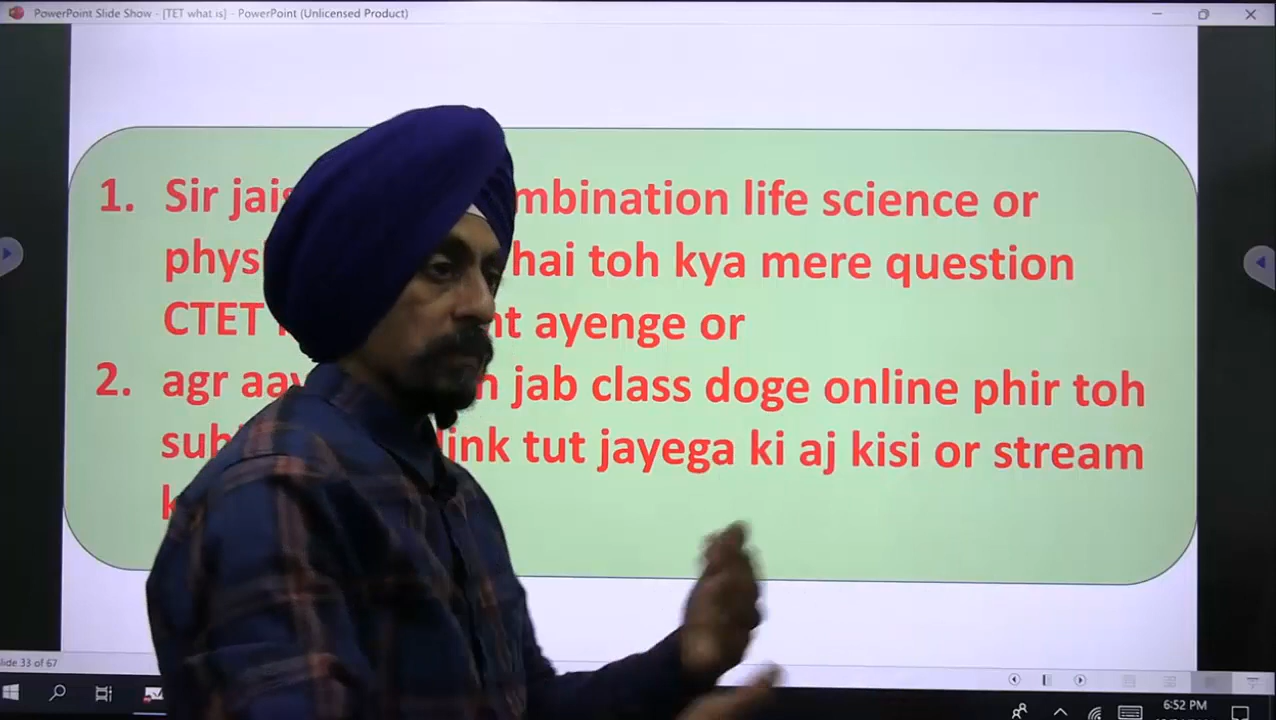 PowerPoint Slide Show - [TET what is] - PowerPoint (Unlicensed Product)
1. Sir jais mbination life science or
phys hai toh kya mere question
CTET nt ayenge or
2. agr aa n jab class doge online phir toh
sub link tut jayega ki aj kisi or stream
k
lide 33 of 67
6:52 PM